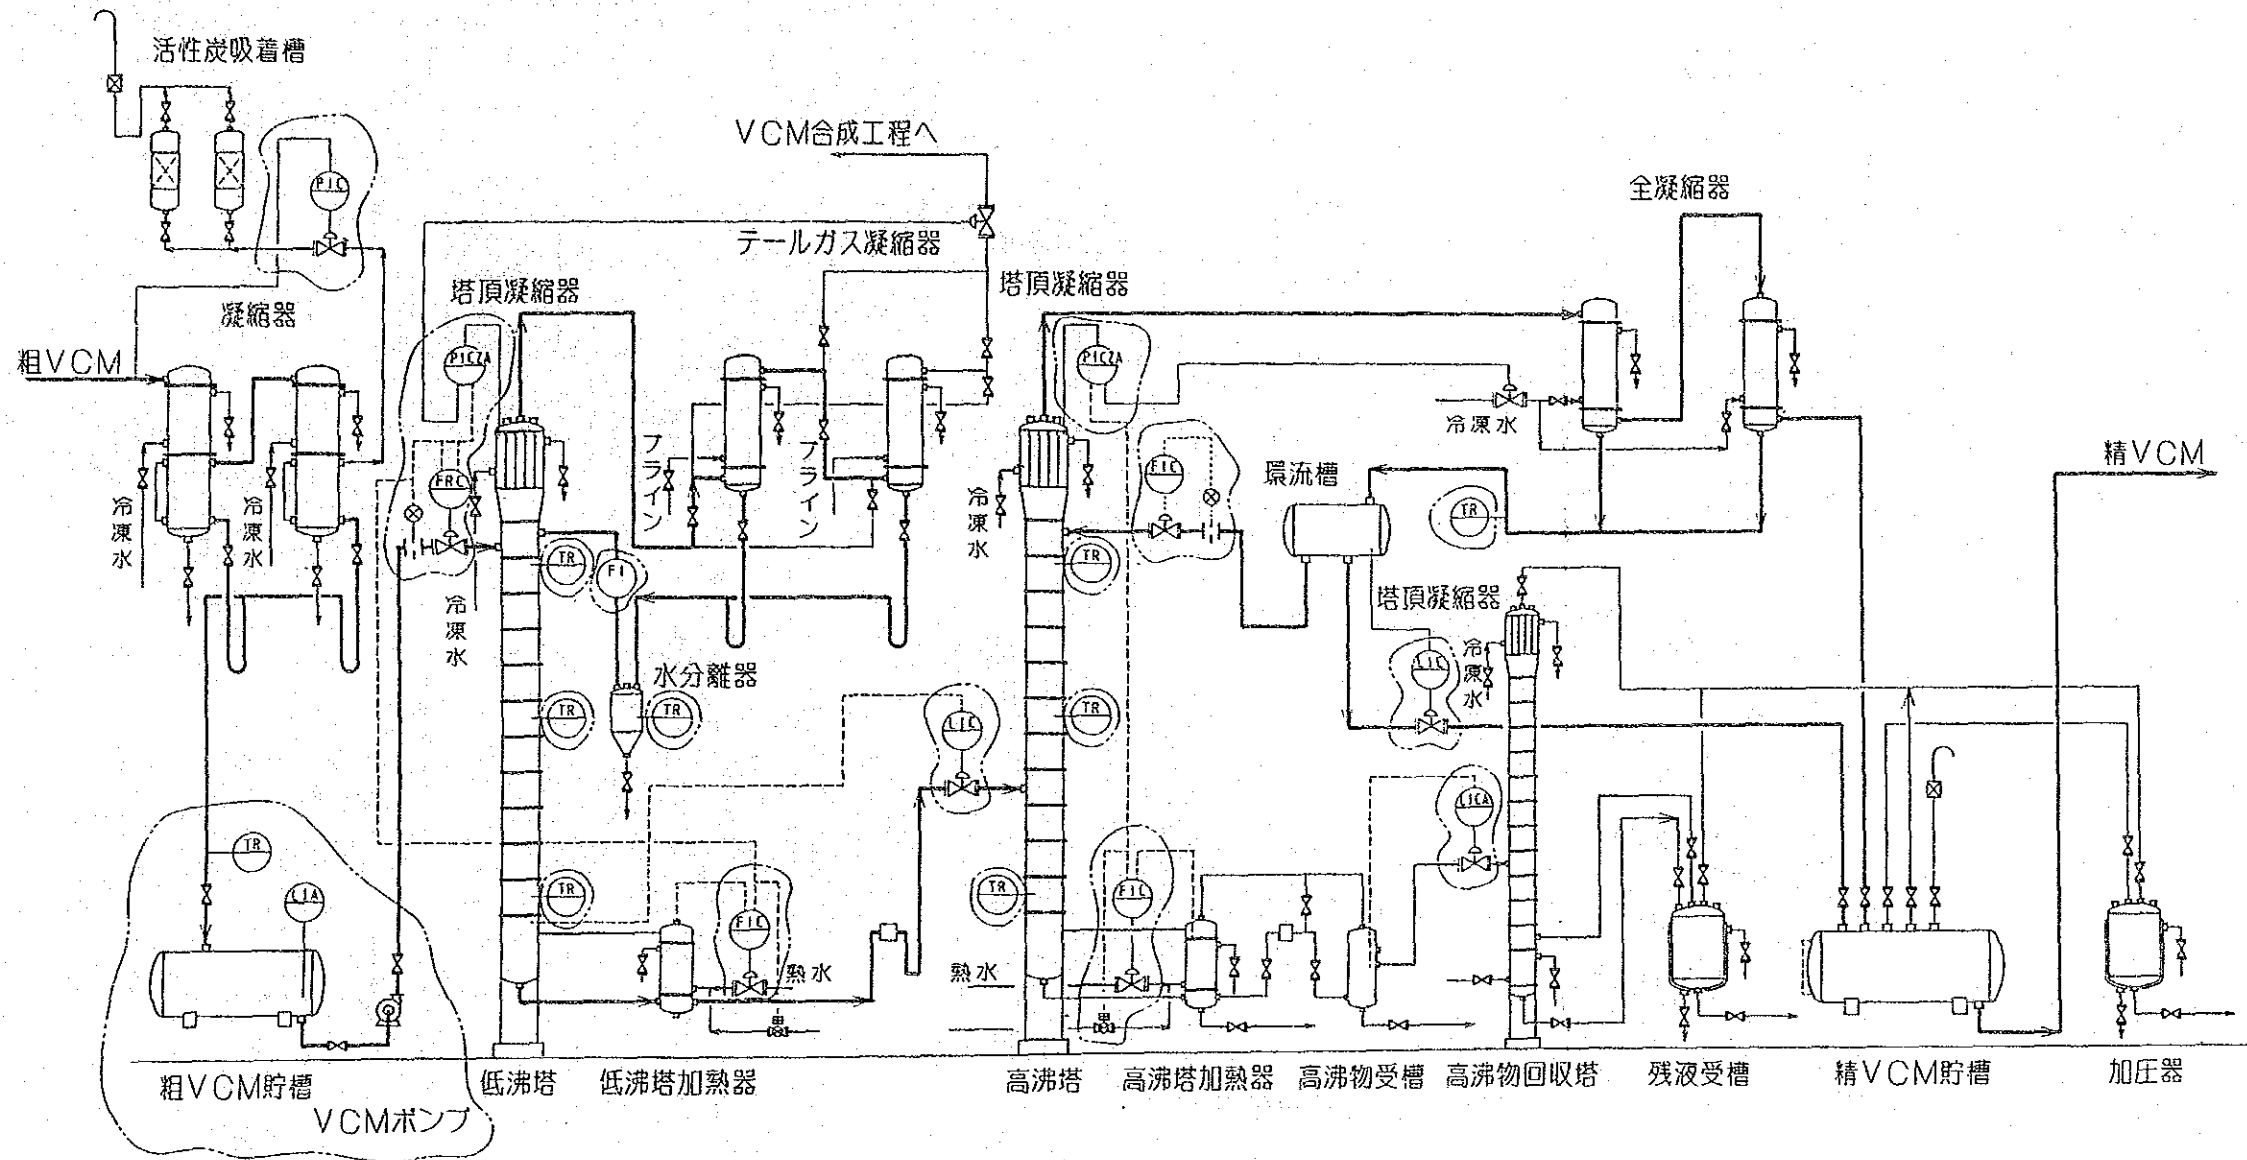 活性炭吸着槽
PIC
VCM合成工程へ
全凝縮器
テールガス凝縮器
塔頂凝縮器
塔頂凝縮器
凝縮器
粗VCM
PICZA
PICZA
冷凍水
精VCM
ブライン
ブライン
FRC
FIC
環流槽
TR
冷凍水
冷凍水
冷凍水
TR
FI
TR
冷凍水
塔頂凝縮器
冷凍水
LIC
水分離器
TR
TR
LIC
TR
LICA
TR
LIA
TR
FIC
TR
FIC
熱水
熱水
粗VCM貯槽
VCMポンプ
低沸塔
低沸塔加熱器
高沸塔
高沸塔加熱器
高沸物受槽
高沸物回収塔
残液受槽
精VCM貯槽
加圧器